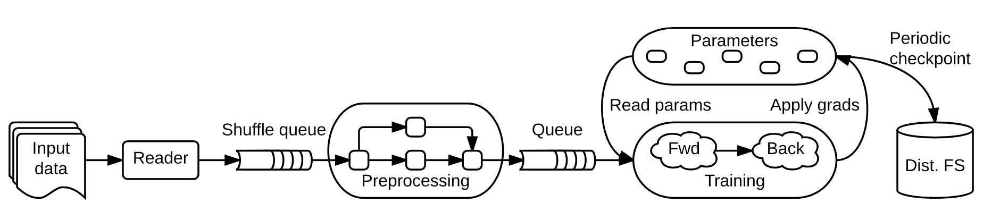 Input
data
Reader
Shuffle queue
Preprocessing
Queue
Parameters
Read params
Apply grads
Fwd
Back
Training
Periodic
checkpoint
Dist. FS